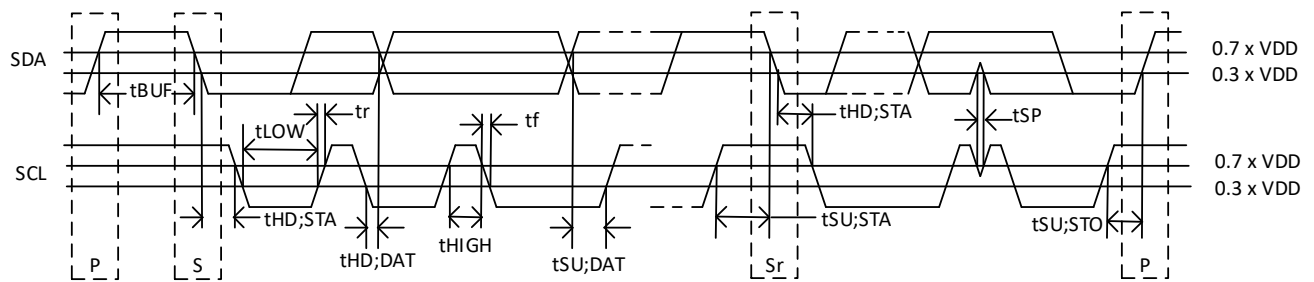 SDA
0.7 x VDD
0.3 x VDD
tBUF
tLOW
tr
tf
tHD;STA
tSP
SCL
0.7 x VDD
0.3 x VDD
tHD;STA
tHD;DAT
tHIGH
tSU;DAT
tSU;STA
tSU;STO
P
S
Sr
P